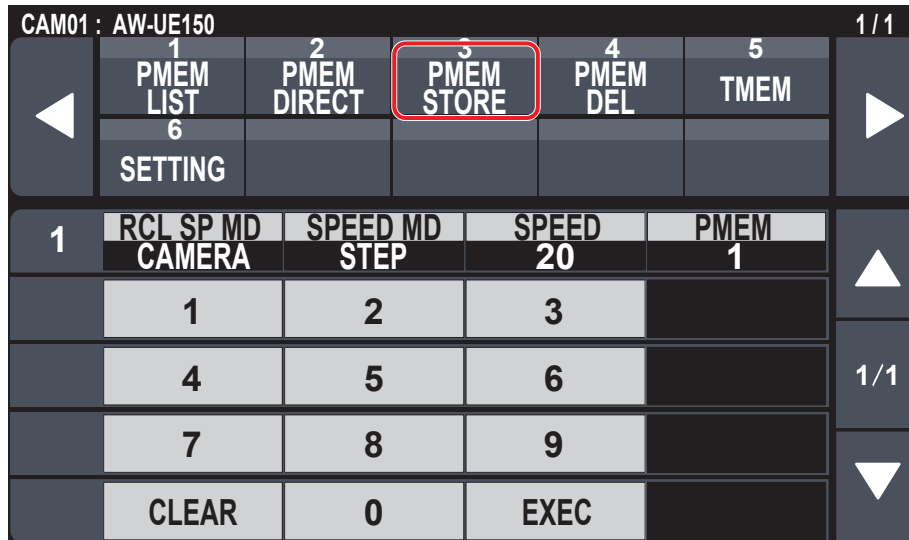 CAM01 : AW-UE150 1 / 1
1 2 3 4 5
PMEM LIST PMEM DIRECT PMEM STORE PMEM DEL TMEM
6
SETTING
1 RCL SP MD SPEED MD SPEED PMEM
CAMERA STEP 20 1
1 2 3
4 5 6 1/1
7 8 9
CLEAR 0 EXEC